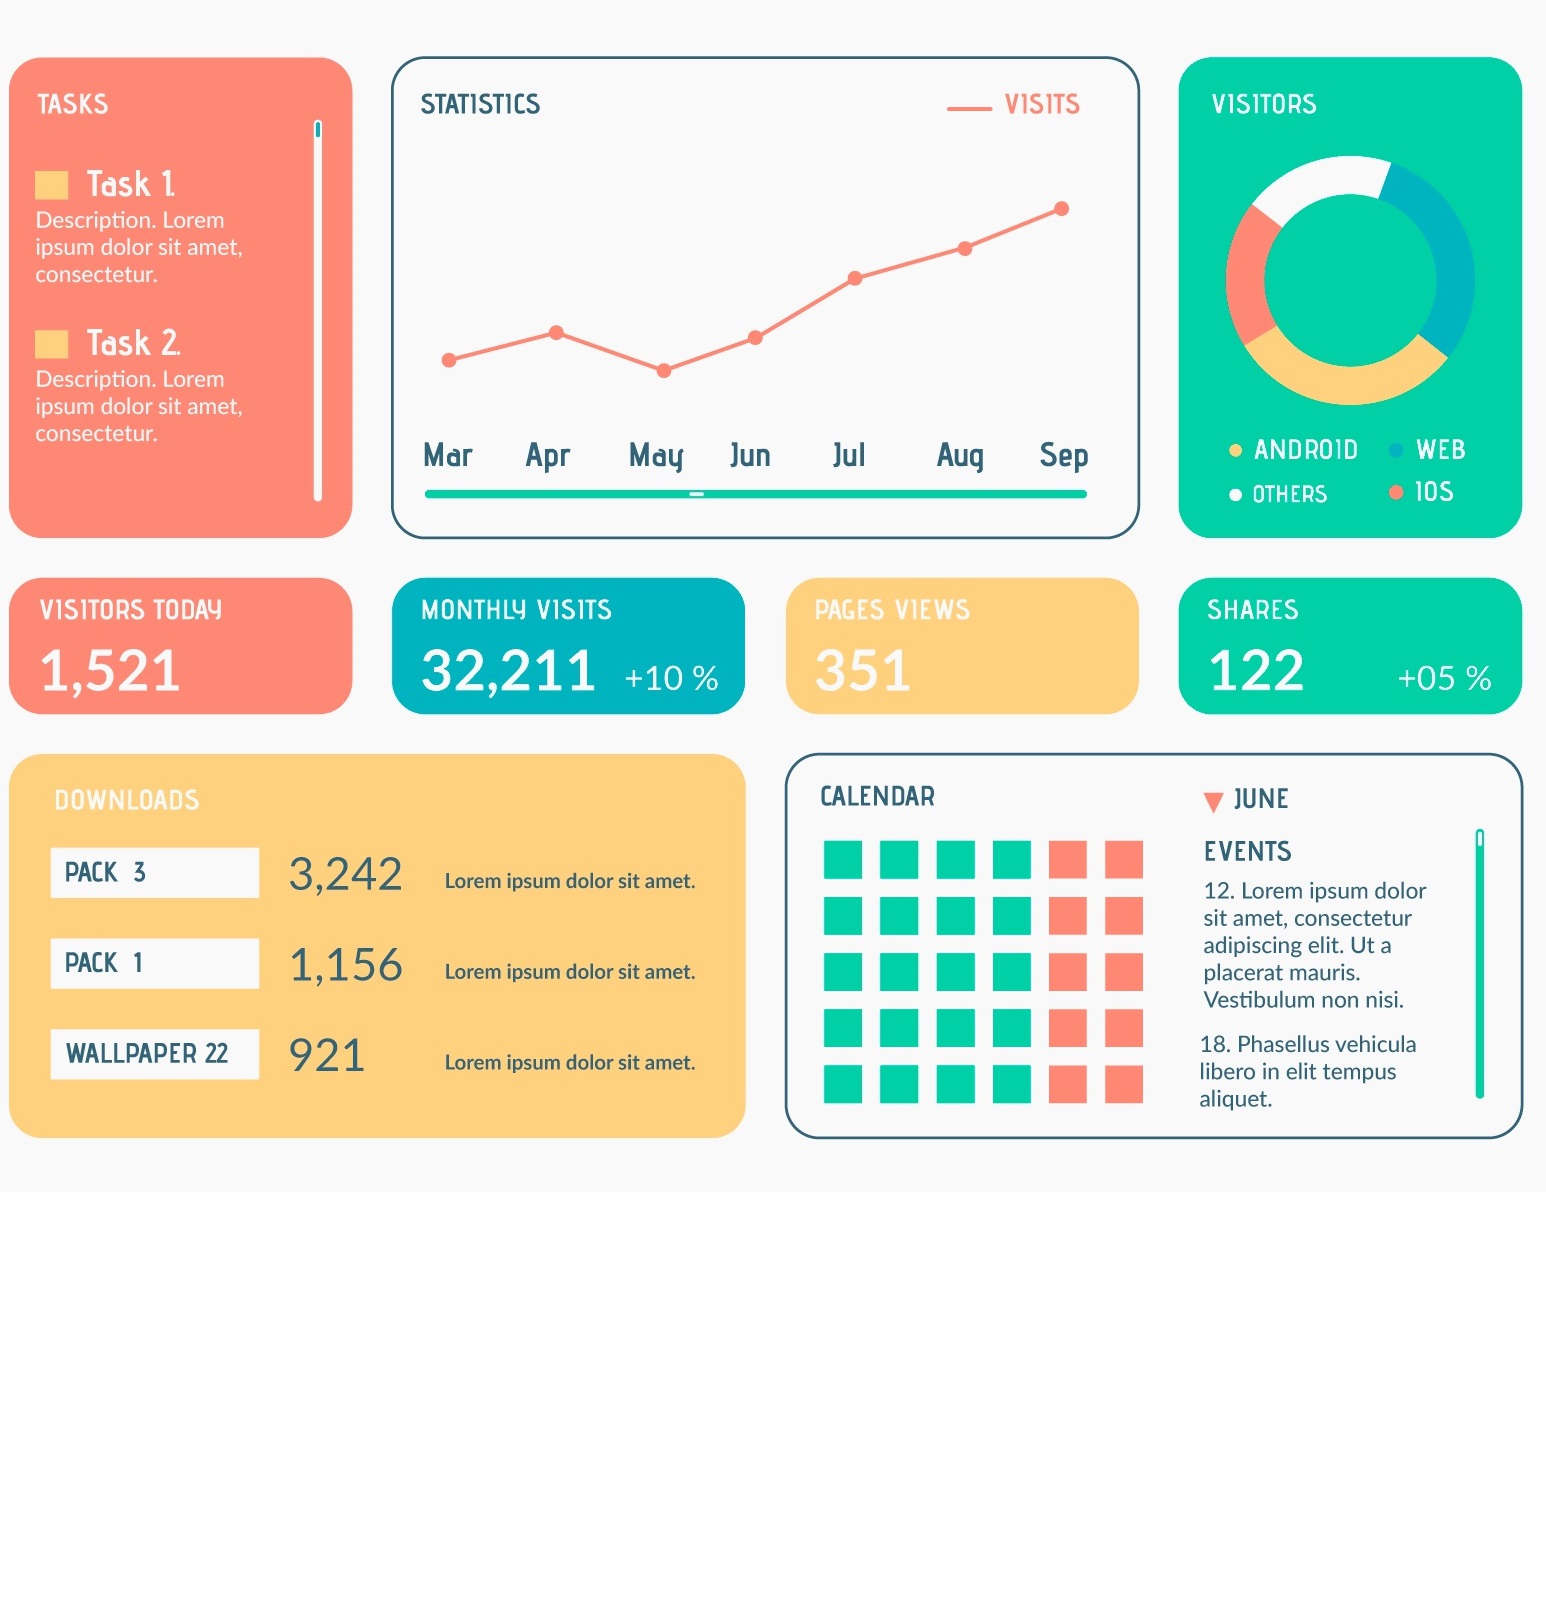 TASKS
Task 1.
Description. Lorem
ipsum dolor sit amet,
consectetur.
Task 2.
Description. Lorem
ipsum dolor sit amet,
consectetur.
STATISTICS
VISITS
Mar Apr May Jun Jul Aug Sep
VISITORS
ANDROID WEB
OTHERS IOS
VISITORS TODAY
1,521
MONTHLY VISITS
32,211 +10 %
PAGES VIEWS
351
SHARES
122 +05 %
DOWNLOADS
PACK 3 3,242 Lorem ipsum dolor sit amet.
PACK 1 1,156 Lorem ipsum dolor sit amet.
WALLPAPER 22 921 Lorem ipsum dolor sit amet.
CALENDAR
JUNE
EVENTS
12. Lorem ipsum dolor
sit amet, consectetur
adipiscing elit. Ut a
placerat mauris.
Vestibulum non nisi.
18. Phasellus vehicula
libero in elit tempus
aliquet.